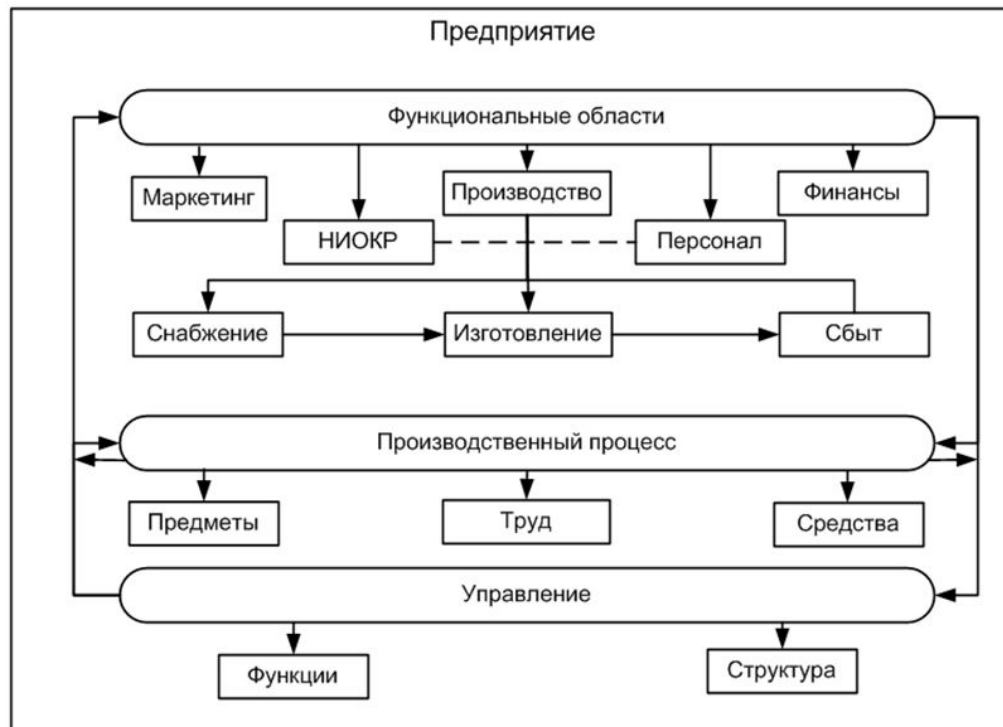 Предприятие
Функциональные области
Маркетинг
Производство
Финансы
НИОКР
Персонал
Снабжение
Изготовление
Сбыт
Производственный процесс
Предметы
Труд
Средства
Управление
Функции
Структура